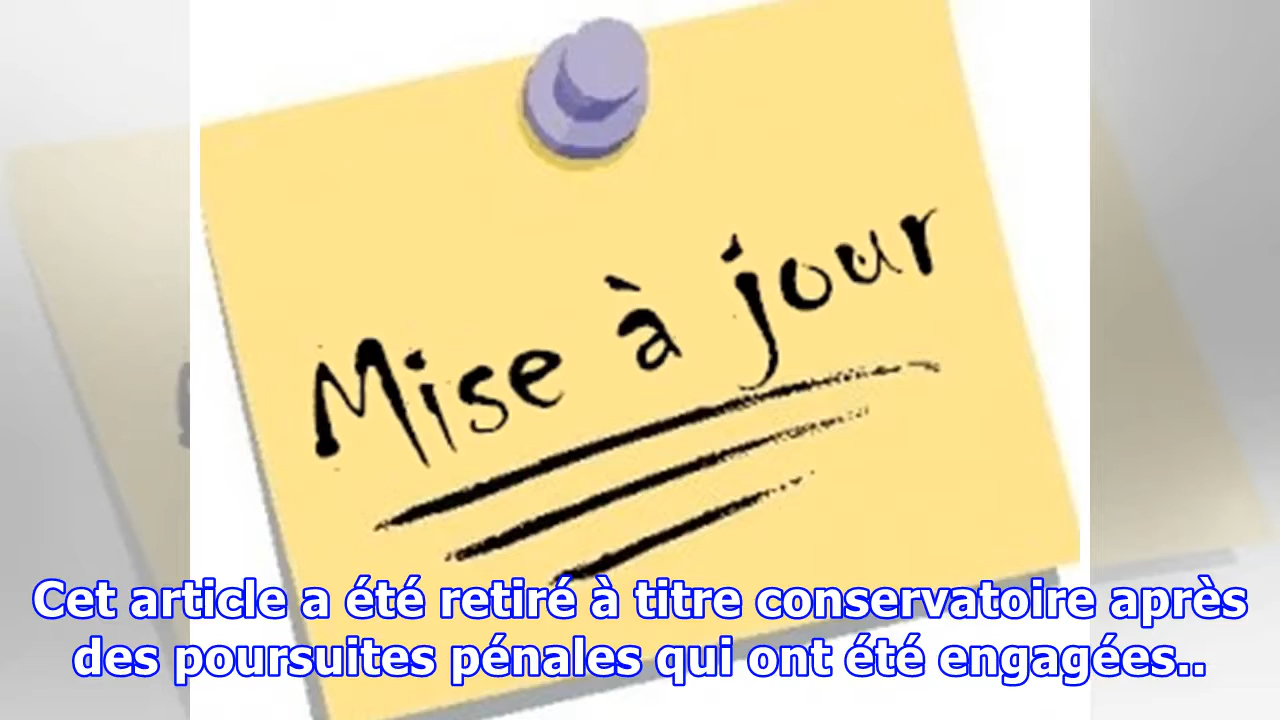 Mise à jour
Cet article a été retiré à titre conservatoire après
des poursuites pénales qui ont été engagées..